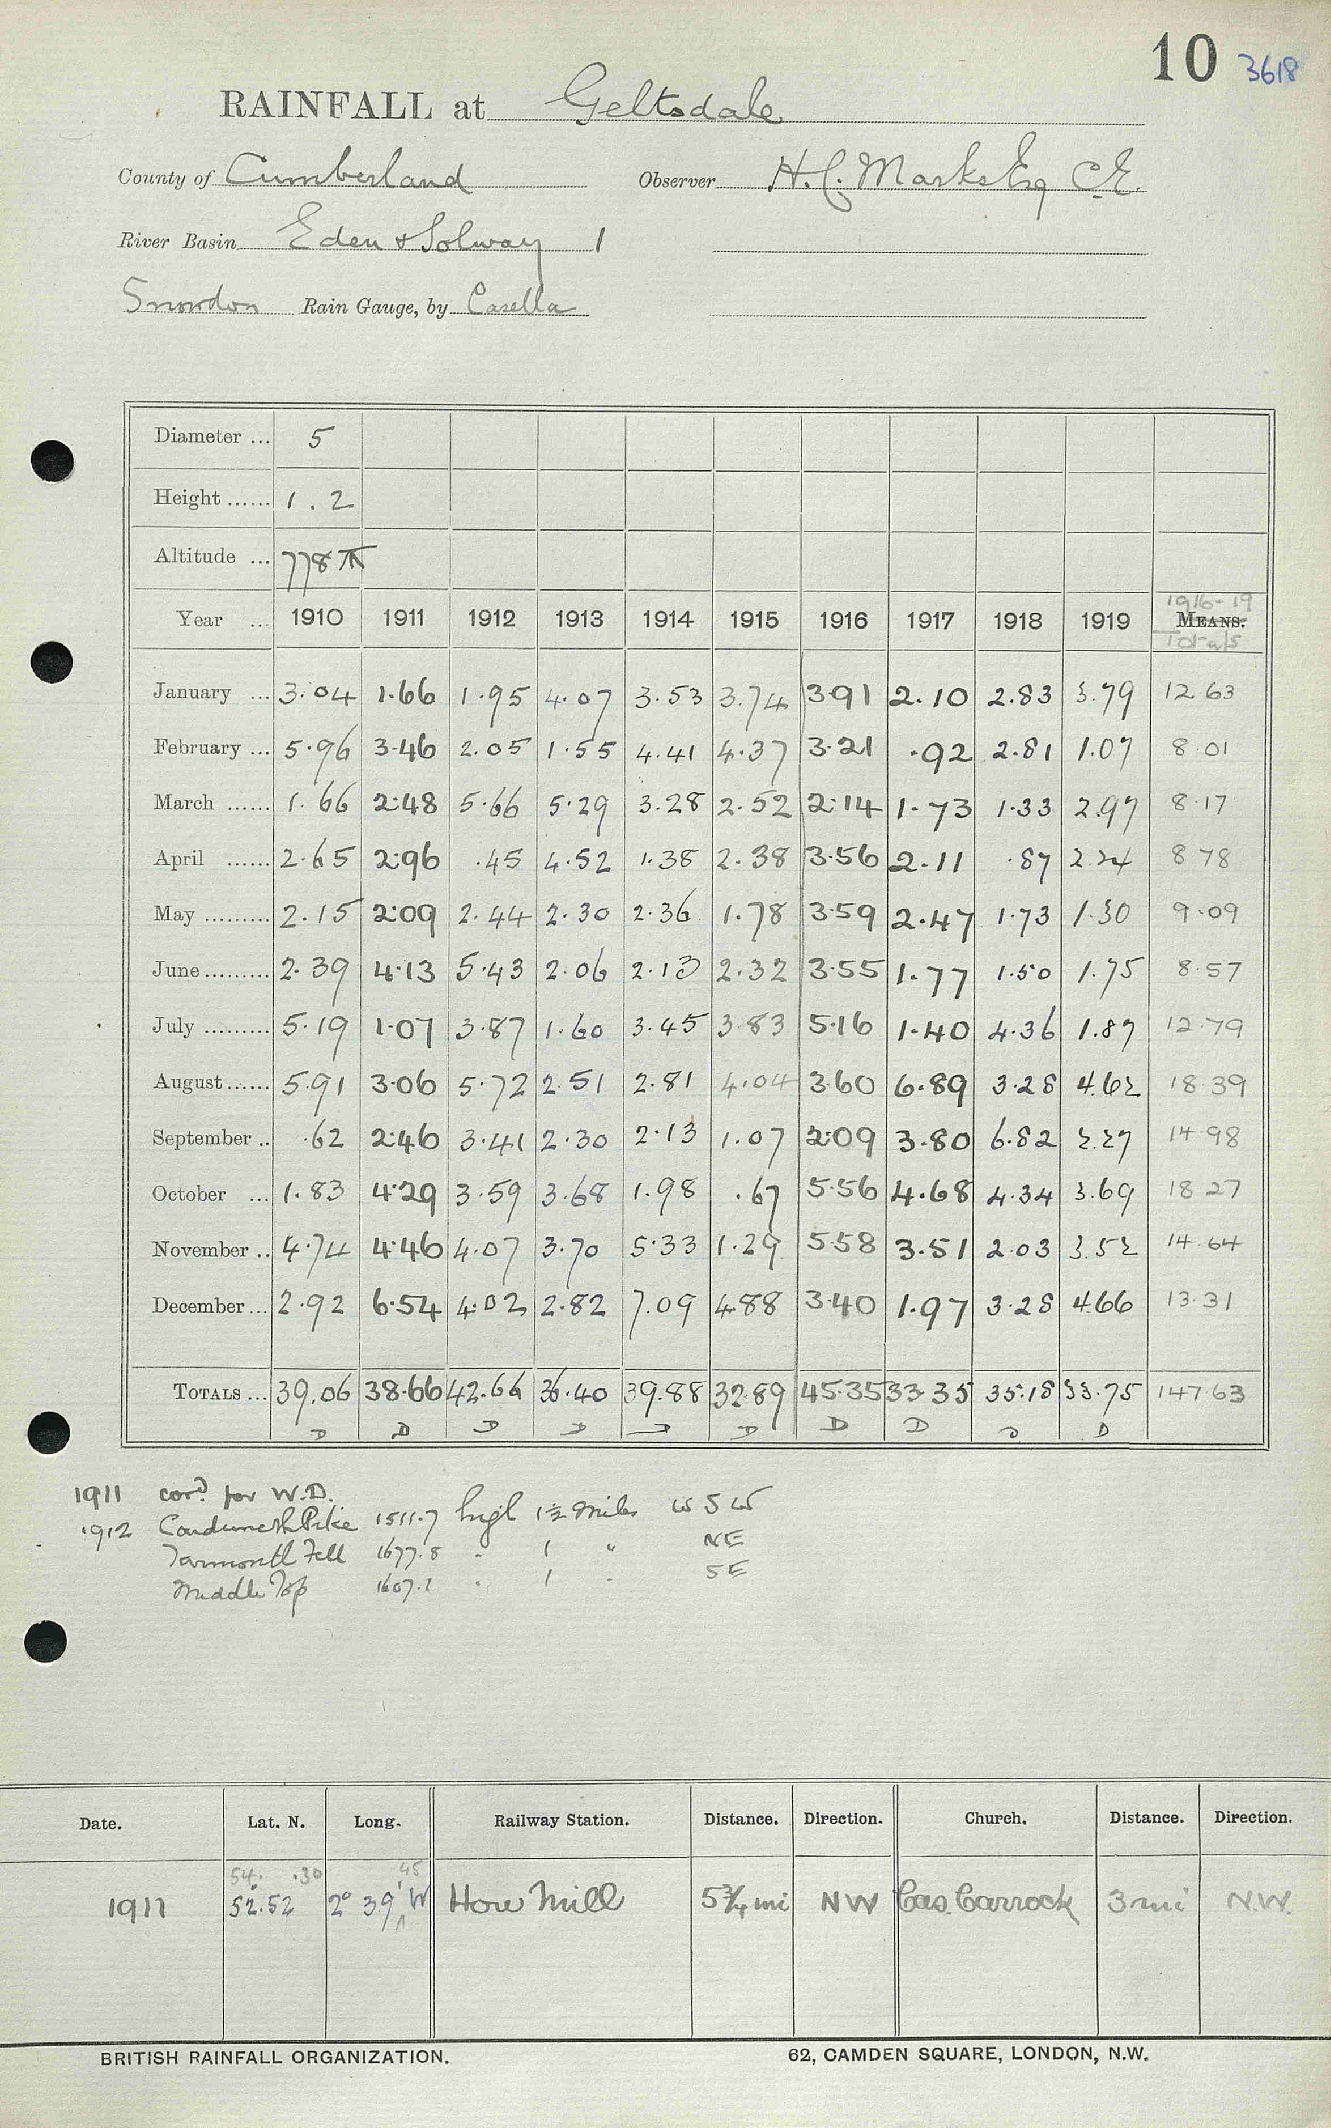 10 3618
RAINFALL at Geltsdale
County of Cumberland Observer H.C. Marks Esq C.E.
River Basin Eden & Solway 1
Snowdon Rain Gauge, by Casella
Diameter ... 5
Height ...... 1.2
Altitude ... 778 ft
1916-19
Year ... 1910 1911 1912 1913 1914 1915 1916 1917 1918 1919 MEANS.
Totals
January ... 3.04 1.66 1.95 4.07 3.53 3.74 3.91 2.10 2.83 3.79 12.63
February ... 5.96 3.46 2.05 1.55 4.41 4.37 3.21 .92 2.81 1.07 8.01
March ...... 1.66 2.48 5.66 5.29 3.28 2.52 2.14 1.73 1.33 2.97 8.17
April ...... 2.65 2.96 .45 4.52 1.38 2.38 3.56 2.11 .87 2.24 8.78
May ......... 2.15 2.09 2.44 2.30 2.36 1.78 3.59 2.47 1.73 1.30 9.09
June ......... 2.39 4.13 5.43 2.06 2.13 2.32 3.55 1.77 1.50 1.75 8.57
July ......... 5.19 1.07 3.87 1.60 3.45 3.83 5.16 1.40 4.36 1.87 12.79
August ...... 5.91 3.06 5.72 2.51 2.81 4.04 3.60 6.89 3.28 4.62 18.39
September .. .62 2.46 3.41 2.30 2.13 1.07 2.09 3.80 6.82 2.27 14.98
October ... 1.83 4.29 3.59 3.68 1.98 .67 5.56 4.68 4.34 3.69 18.27
November .. 4.74 4.46 4.07 3.70 5.33 1.29 5.58 3.51 2.03 3.52 14.64
December ... 2.92 6.54 4.02 2.82 7.09 4.88 3.40 1.97 3.28 4.66 13.31
TOTALS ... 39.06 38.66 42.66 36.40 39.88 32.89 45.35 33.35 35.18 33.75 147.63
D D D D D D D D D D
1911 cord for W.D.
1912 Cardunneth Pike 1511.7 high 1½ miles W S W
Tarnmonth Fell 1677.8 " 1 " NE
Middle Top 1607.2 " 1 " SE
Date. Lat. N. Long. Railway Station. Distance. Direction. Church. Distance. Direction.
54. .30 45
1911 52.52 2° 39' W How Mill 5¾ mi NW Cas. Carrock 3 mi N.W.
BRITISH RAINFALL ORGANIZATION. 62, CAMDEN SQUARE, LONDON, N.W.